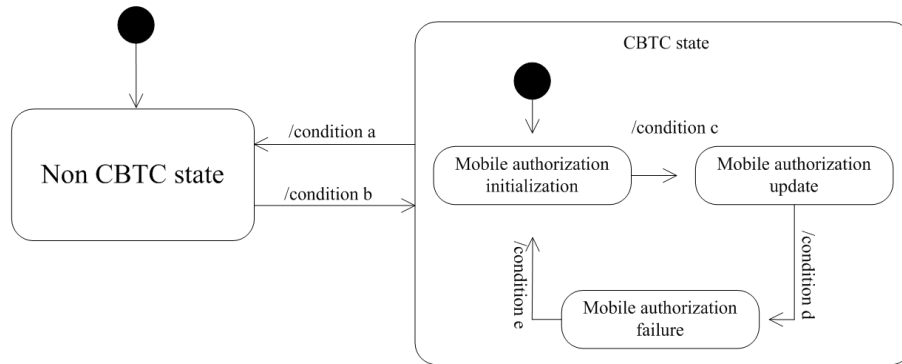 CBTC state
/condition a
/condition c
Non CBTC state
Mobile authorization
initialization
Mobile authorization
update
/condition b
/condition e
/condition d
Mobile authorization
failure